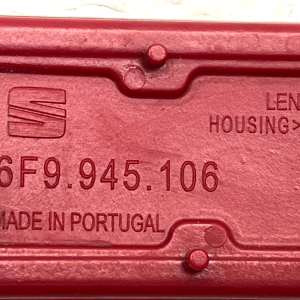 LEN
HOUSING>
6F9.945.106
MADE IN PORTUGAL